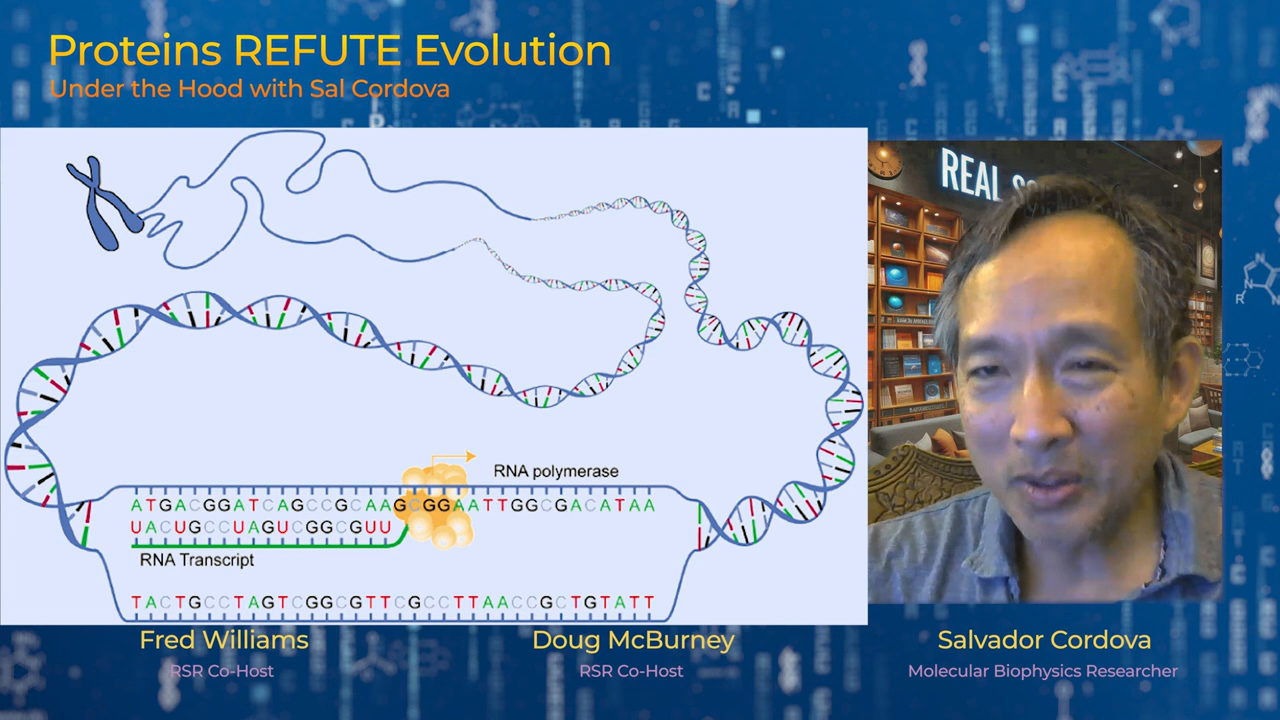 Proteins REFUTE Evolution
Under the Hood with Sal Cordova
REAL
RNA polymerase
ATGACGGATCAGCCGCAAGCGGAATTGGCGACATAA
UACUGCCUAGUCGGCGUU
RNA Transcript
TACTGCCTAGTCGGCGTTCGCCTTAACCGCTGTATT
Fred Williams
RSR Co-Host
Doug McBurney
RSR Co-Host
Salvador Cordova
Molecular Biophysics Researcher